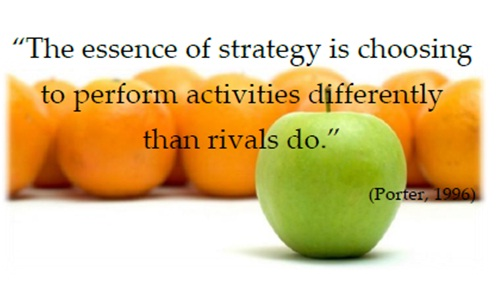 “The essence of strategy is choosing
to perform activities differently
than rivals do.”
(Porter, 1996)